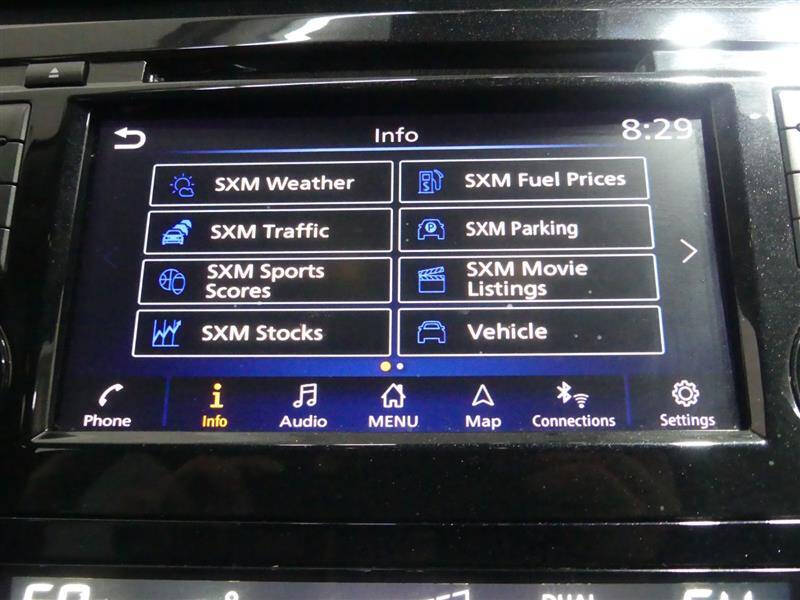 Info
8:29
SXM Weather
SXM Fuel Prices
SXM Traffic
SXM Parking
SXM Sports
Scores
SXM Movie
Listings
SXM Stocks
Vehicle
Phone
Info
Audio
MENU
Map
Connections
Settings
DUAL